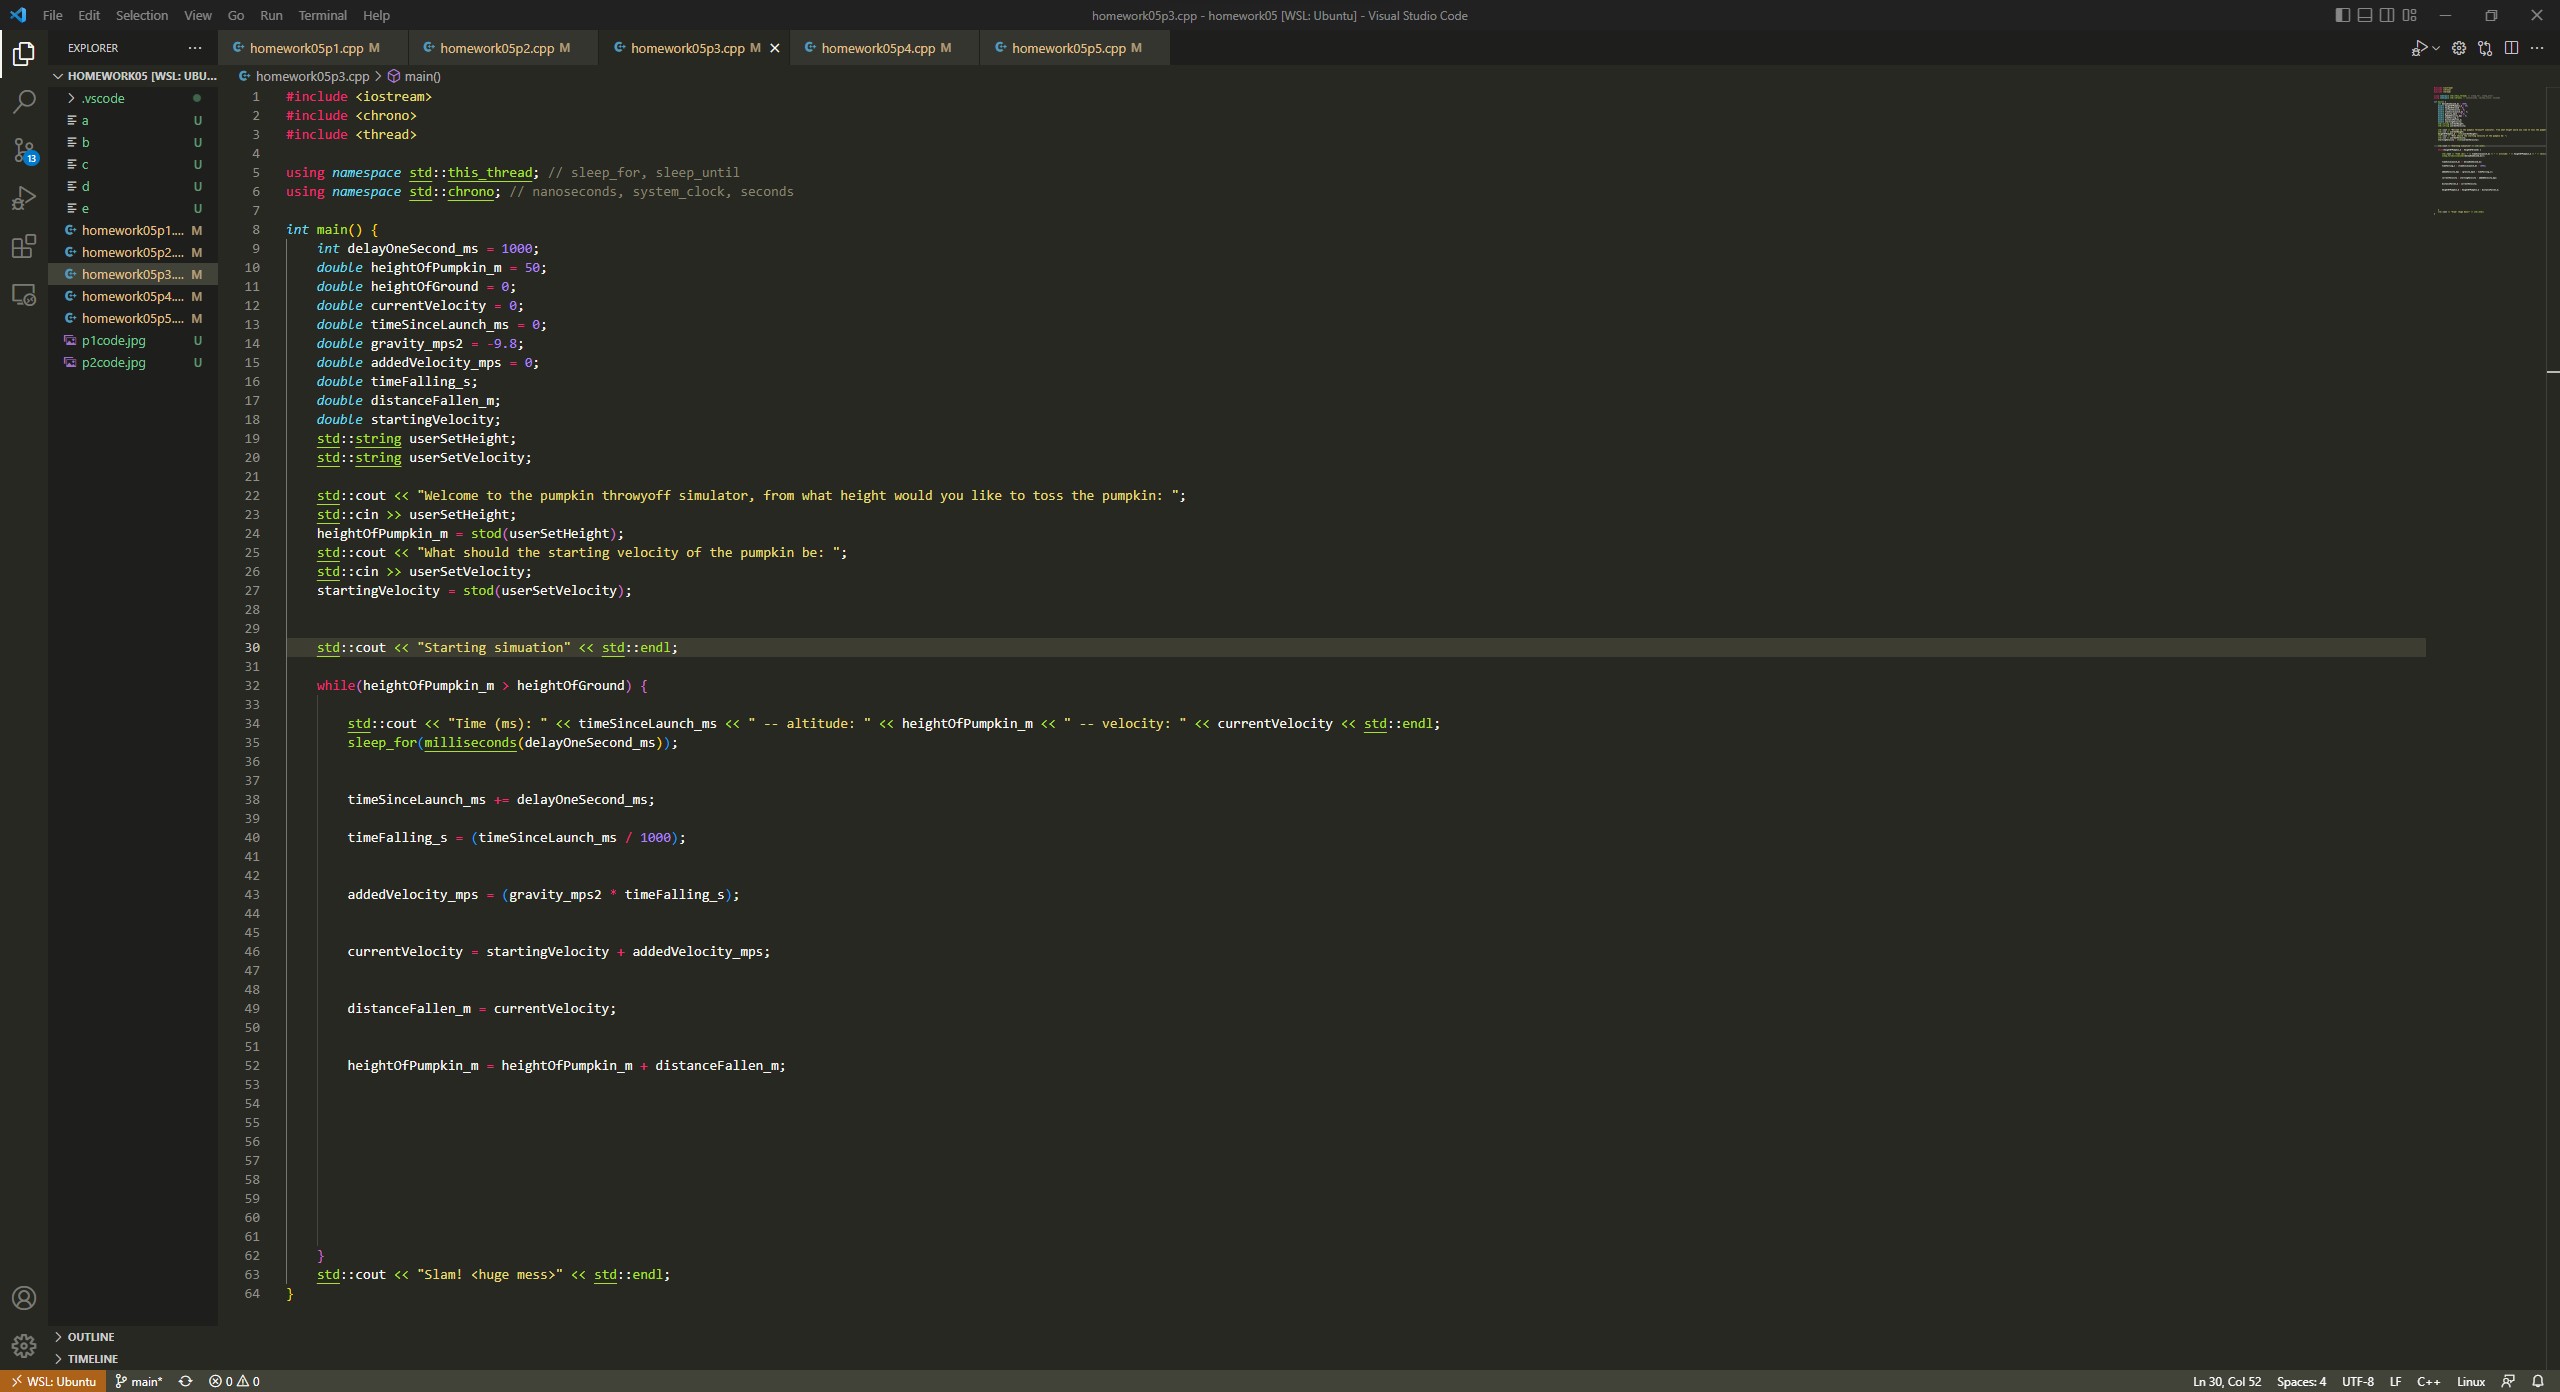 File Edit Selection View Go Run Terminal Help
homework05p3.cpp - homework05 [WSL: Ubuntu] - Visual Studio Code
EXPLORER
homework05p1.cpp M
homework05p2.cpp M
homework05p3.cpp M
homework05p4.cpp M
homework05p5.cpp M
HOMEWORK05 [WSL: UBU...
.vscode
a U
b U
c U
d U
e U
homework05p1.... M
homework05p2.... M
homework05p3.... M
homework05p4.... M
homework05p5.... M
p1code.jpg U
p2code.jpg U
13
OUTLINE
TIMELINE
homework05p3.cpp > main()
1 #include <iostream>
2 #include <chrono>
3 #include <thread>
4
5 using namespace std::this_thread; // sleep_for, sleep_until
6 using namespace std::chrono; // nanoseconds, system_clock, seconds
7
8 int main() {
9 int delayOneSecond_ms = 1000;
10 double heightOfPumpkin_m = 50;
11 double heightOfGround = 0;
12 double currentVelocity = 0;
13 double timeSinceLaunch_ms = 0;
14 double gravity_mps2 = -9.8;
15 double addedVelocity_mps = 0;
16 double timeFalling_s;
17 double distanceFallen_m;
18 double startingVelocity;
19 std::string userSetHeight;
20 std::string userSetVelocity;
21
22 std::cout << "Welcome to the pumpkin throwyoff simulator, from what height would you like to toss the pumpkin: ";
23 std::cin >> userSetHeight;
24 heightOfPumpkin_m = stod(userSetHeight);
25 std::cout << "What should the starting velocity of the pumpkin be: ";
26 std::cin >> userSetVelocity;
27 startingVelocity = stod(userSetVelocity);
28
29
30 std::cout << "Starting simuation" << std::endl;
31
32 while(heightOfPumpkin_m > heightOfGround) {
33
34 std::cout << "Time (ms): " << timeSinceLaunch_ms << " -- altitude: " << heightOfPumpkin_m << " -- velocity: " << currentVelocity << std::endl;
35 sleep_for(milliseconds(delayOneSecond_ms));
36
37
38 timeSinceLaunch_ms += delayOneSecond_ms;
39
40 timeFalling_s = (timeSinceLaunch_ms / 1000);
41
42
43 addedVelocity_mps = (gravity_mps2 * timeFalling_s);
44
45
46 currentVelocity = startingVelocity + addedVelocity_mps;
47
48
49 distanceFallen_m = currentVelocity;
50
51
52 heightOfPumpkin_m = heightOfPumpkin_m + distanceFallen_m;
53
54
55
56
57
58
59
60
61
62 }
63 std::cout << "Slam! <huge mess>" << std::endl;
64 }
WSL: Ubuntu main* 0 0
Ln 30, Col 52 Spaces: 4 UTF-8 LF C++ Linux